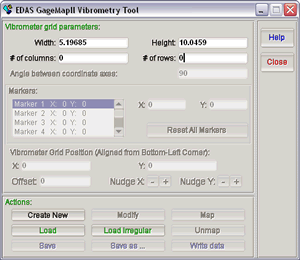 EDAS GageMapII Vibrometry Tool
Vibrometer grid parameters:
Width: 5.19685 Height: 10.0459
# of columns: 0 # of rows: 0
Angle between coordinate axes: 90
Help
Close
Markers:
Marker 1 X: 0 Y: 0
Marker 2 X: 0 Y: 0
Marker 3 X: 0 Y: 0
Marker 4 X: 0 Y: 0
X: 0 Y: 0
Reset All Markers
Vibrometer Grid Position (Aligned from Bottom-Left Corner):
X: 0 Y: 0
Offset: 0 Nudge X: - + Nudge Y: - +
Actions:
Create New Modify Map
Load Load Irregular Unmap
Save Save as ... Write data